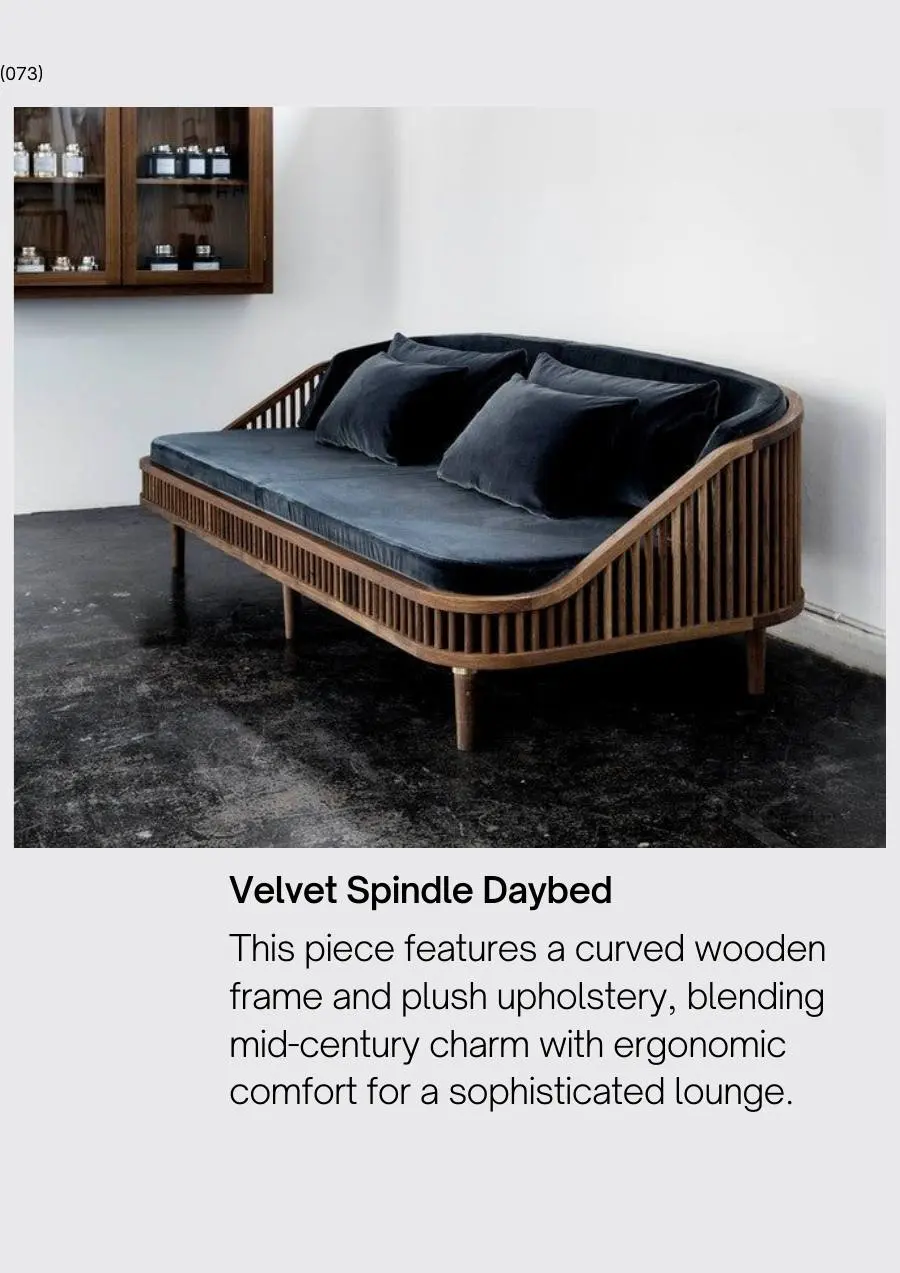 (073)
Velvet Spindle Daybed
This piece features a curved wooden
frame and plush upholstery, blending
mid-century charm with ergonomic
comfort for a sophisticated lounge.